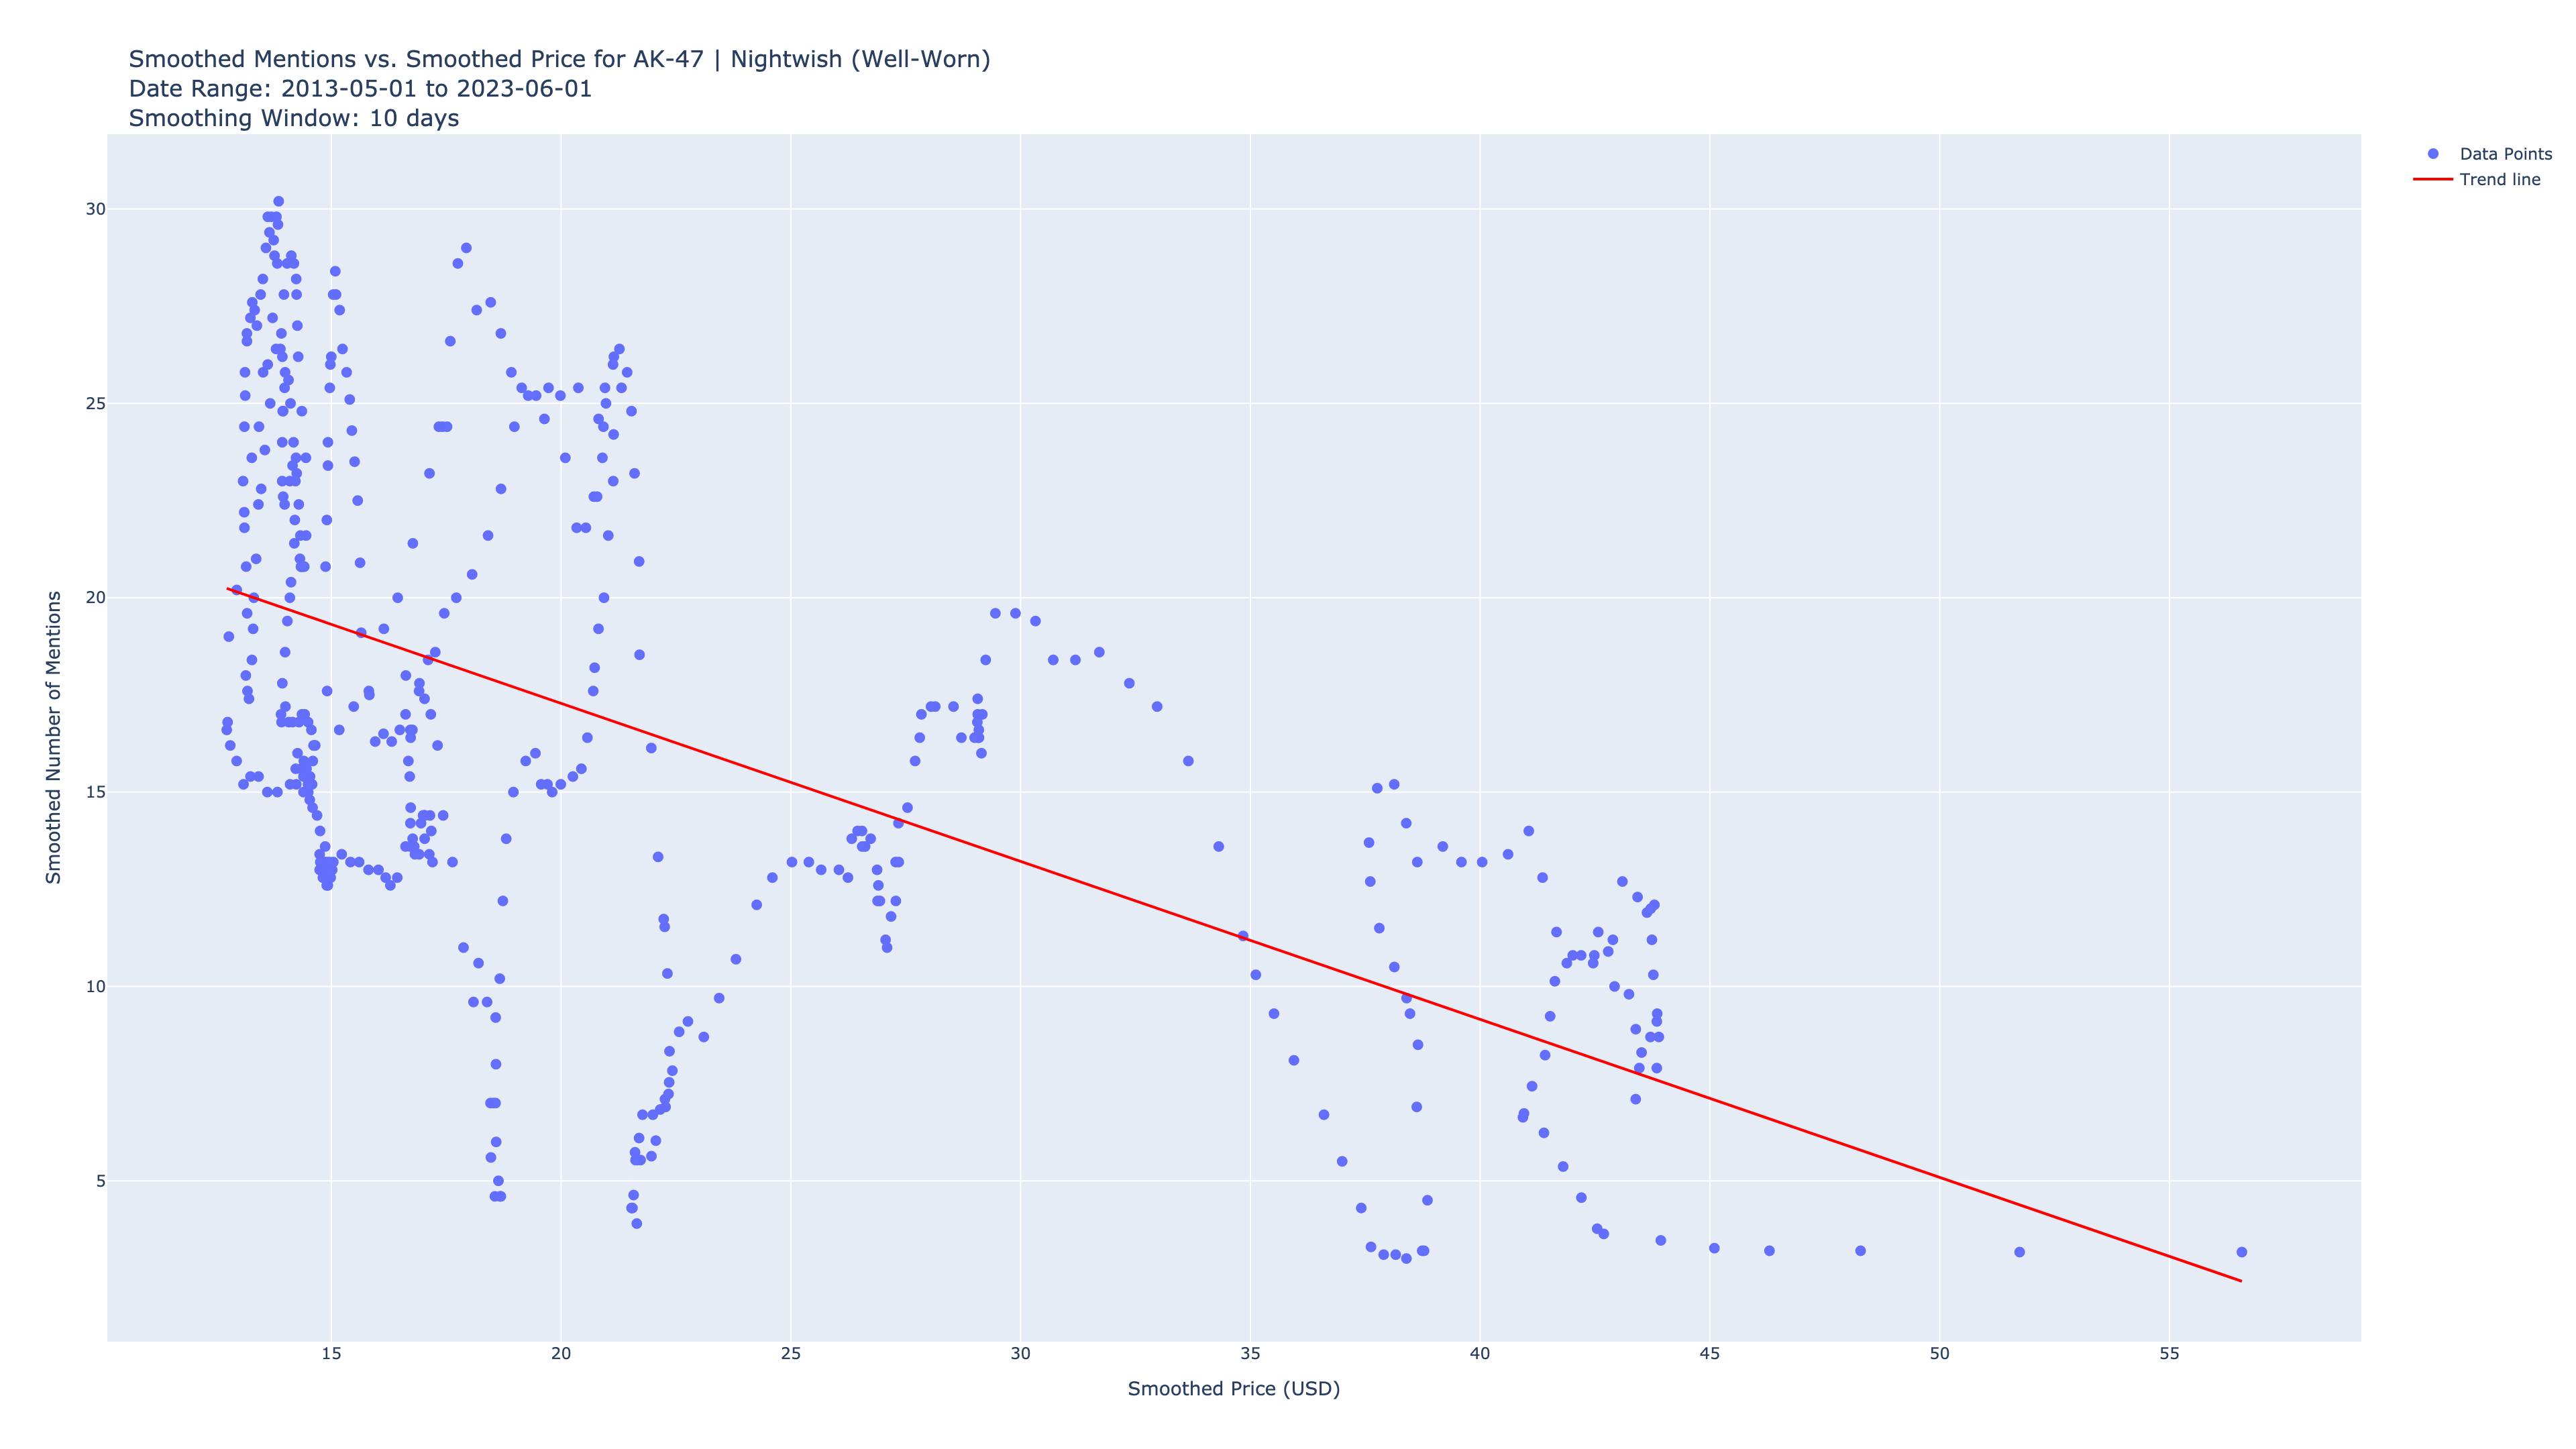 Smoothed Mentions vs. Smoothed Price for AK-47 | Nightwish (Well-Worn)
Date Range: 2013-05-01 to 2023-06-01
Smoothing Window: 10 days
Data Points
Trend line
30
25
20
15
10
5
Smoothed Number of Mentions
15 20 25 30 35 40 45 50 55
Smoothed Price (USD)